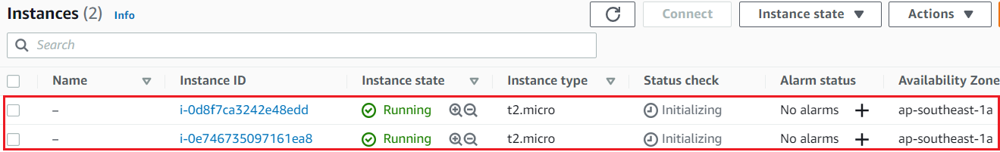 Instances (2) Info Connect Instance state Actions
Search
Name Instance ID Instance state Instance type Status check Alarm status Availability Zone
– i-0d8f7ca3242e48edd Running t2.micro Initializing No alarms + ap-southeast-1a
– i-0e746735097161ea8 Running t2.micro Initializing No alarms + ap-southeast-1a